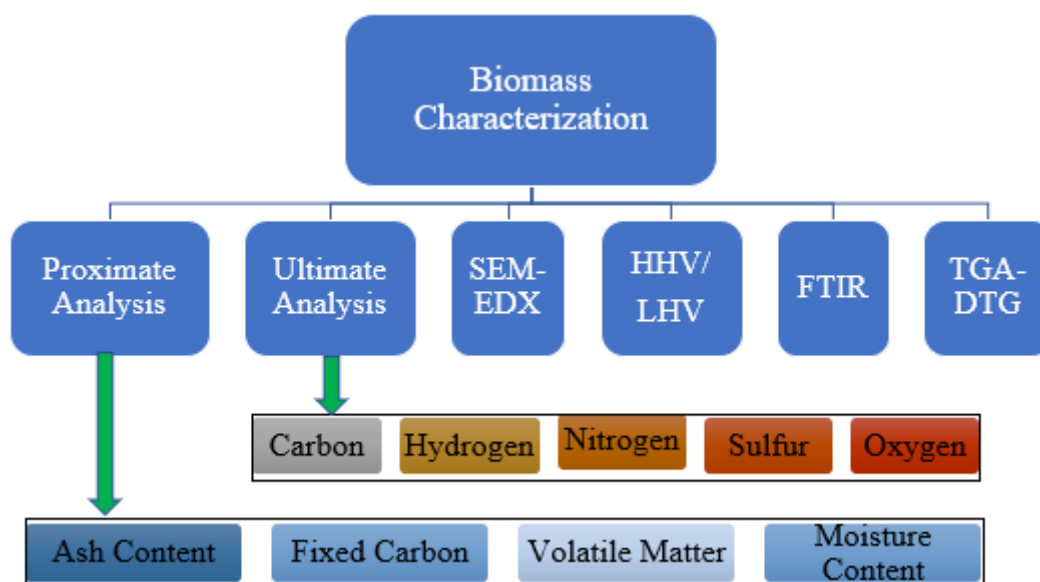 Biomass
Characterization
Proximate
Analysis
Ultimate
Analysis
SEM-
EDX
HHV/
LHV
FTIR
TGA-
DTG
Carbon
Hydrogen
Nitrogen
Sulfur
Oxygen
Ash Content
Fixed Carbon
Volatile Matter
Moisture
Content